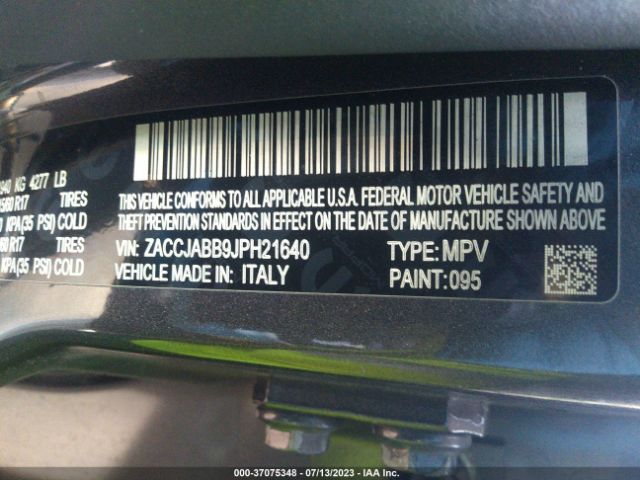 940 KG 4277 LB
60 R17 TIRES
KPA(35 PSI) COLD
60 R17 TIRES
KPA (35 PSI) COLD
THIS VEHICLE CONFORMS TO ALL APPLICABLE U.S.A. FEDERAL MOTOR VEHICLE SAFETY AND
THEFT PREVENTION STANDARDS IN EFFECT ON THE DATE OF MANUFACTURE SHOWN ABOVE
VIN: ZACCJABB9JPH21640 TYPE: MPV
VEHICLE MADE IN: ITALY PAINT:095
000-37075348 - 07/13/2023 - IAA Inc.